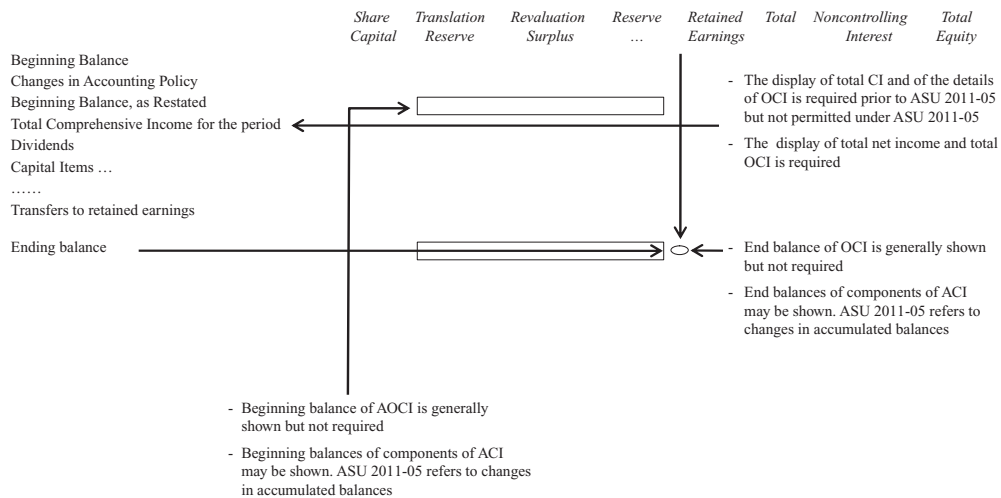 Share Translation Revaluation Reserve Retained Total Noncontrolling Total
Capital Reserve Surplus … Earnings Interest Equity
Beginning Balance
Changes in Accounting Policy
Beginning Balance, as Restated
Total Comprehensive Income for the period
Dividends
Capital Items …
……
Transfers to retained earnings
Ending balance
- The display of total CI and of the details
of OCI is required prior to ASU 2011-05
but not permitted under ASU 2011-05
- The display of total net income and total
OCI is required
- End balance of OCI is generally shown
but not required
- End balances of components of ACI
may be shown. ASU 2011-05 refers to
changes in accumulated balances
- Beginning balance of AOCI is generally
shown but not required
- Beginning balances of components of ACI
may be shown. ASU 2011-05 refers to changes
in accumulated balances